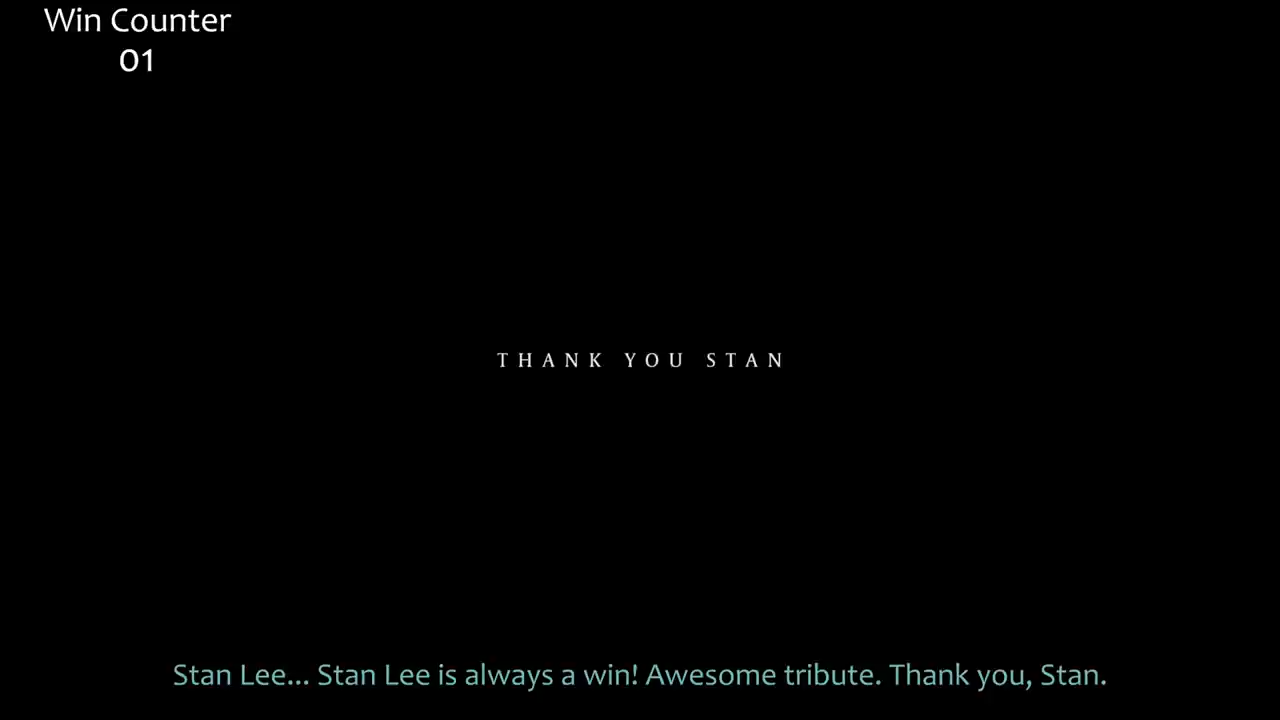 Win Counter
01
THANK YOU STAN
Stan Lee... Stan Lee is always a win! Awesome tribute. Thank you, Stan.